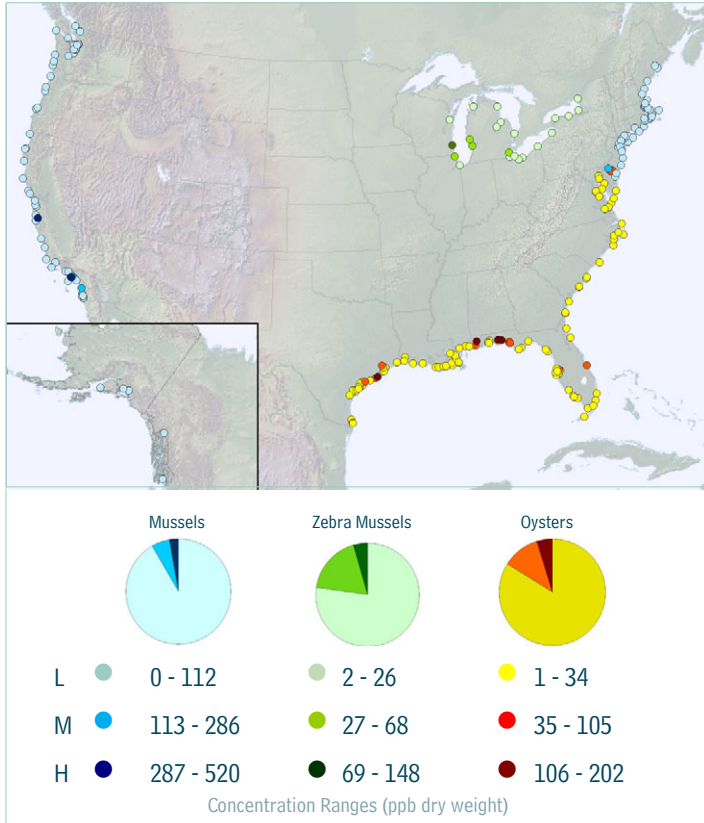 Mussels Zebra Mussels Oysters
L 0 - 112 2 - 26 1 - 34
M 113 - 286 27 - 68 35 - 105
H 287 - 520 69 - 148 106 - 202
Concentration Ranges (ppb dry weight)